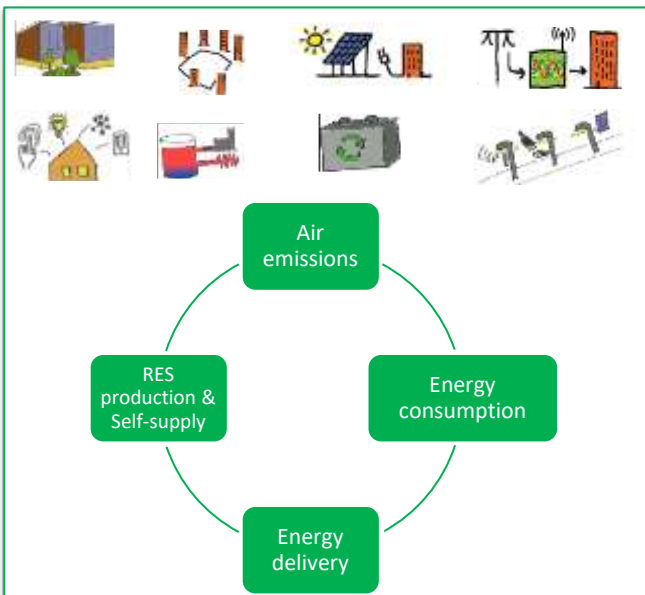 Air
emissions
RES
production &
Self-supply
Energy
consumption
Energy
delivery